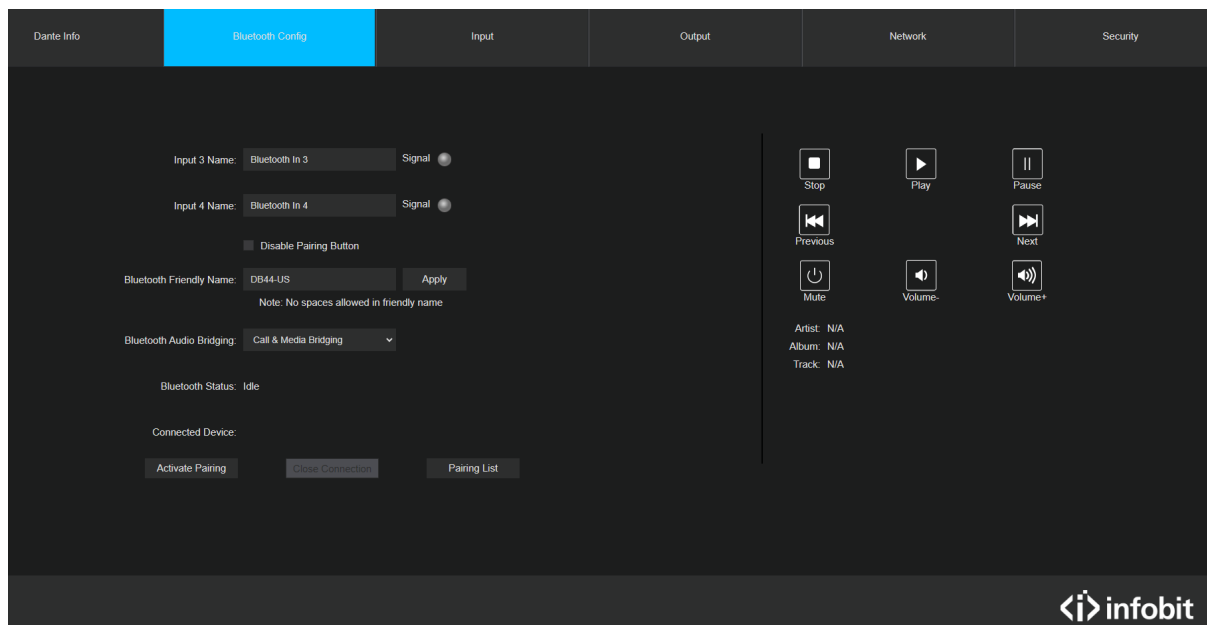 Dante Info
Bluetooth Config
Input
Output
Network
Security
Input 3 Name: Bluetooth In 3 Signal
Input 4 Name: Bluetooth In 4 Signal
Disable Pairing Button
Bluetooth Friendly Name: DB44-US Apply
Note: No spaces allowed in friendly name
Bluetooth Audio Bridging: Call & Media Bridging
Bluetooth Status: Idle
Connected Device:
Activate Pairing Close Connection Pairing List
Stop Play Pause
Previous Next
Mute Volume- Volume+
Artist: N/A
Album: N/A
Track: N/A
infobit